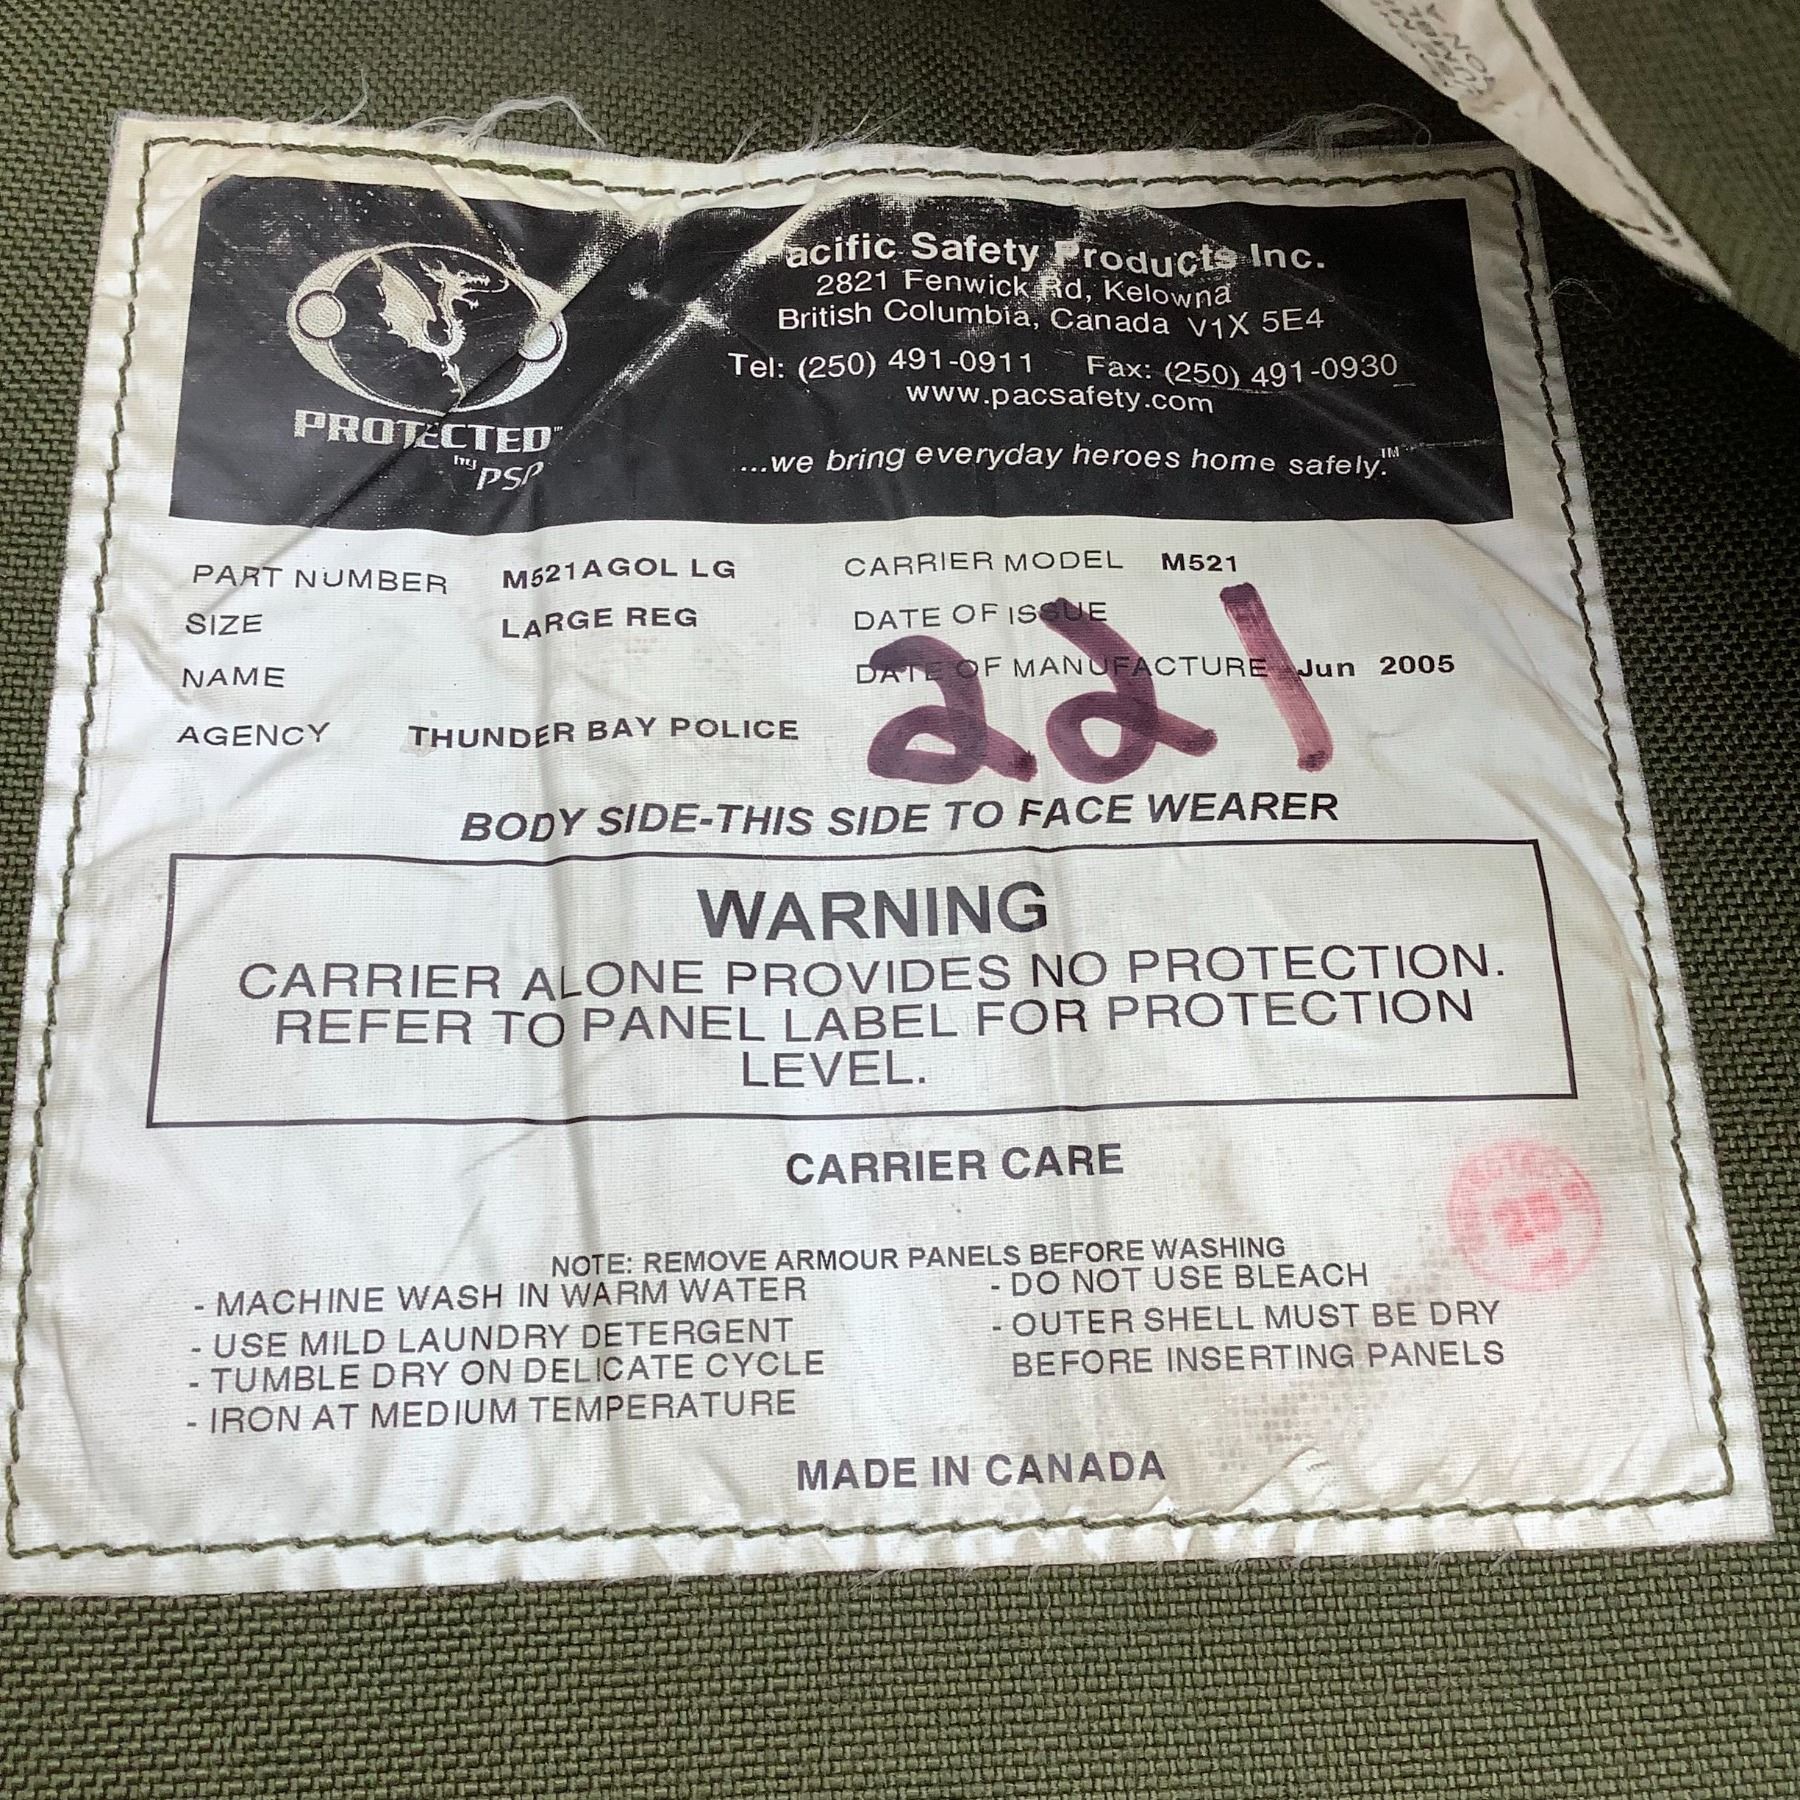 PROTECTED™
by PSP
Pacific Safety Products Inc.
2821 Fenwick Rd, Kelowna
British Columbia, Canada V1X 5E4
Tel: (250) 491-0911 Fax: (250) 491-0930
www.pacsafety.com
...we bring everyday heroes home safely.™
PART NUMBER M521AGOL LG CARRIER MODEL M521
SIZE LARGE REG DATE OF ISSUE
NAME DATE OF MANUFACTURE Jun 2005
221
AGENCY THUNDER BAY POLICE
BODY SIDE-THIS SIDE TO FACE WEARER
WARNING
CARRIER ALONE PROVIDES NO PROTECTION.
REFER TO PANEL LABEL FOR PROTECTION
LEVEL.
CARRIER CARE
NOTE: REMOVE ARMOUR PANELS BEFORE WASHING
- MACHINE WASH IN WARM WATER
- USE MILD LAUNDRY DETERGENT
- TUMBLE DRY ON DELICATE CYCLE
- IRON AT MEDIUM TEMPERATURE
- DO NOT USE BLEACH
- OUTER SHELL MUST BE DRY
BEFORE INSERTING PANELS
MADE IN CANADA